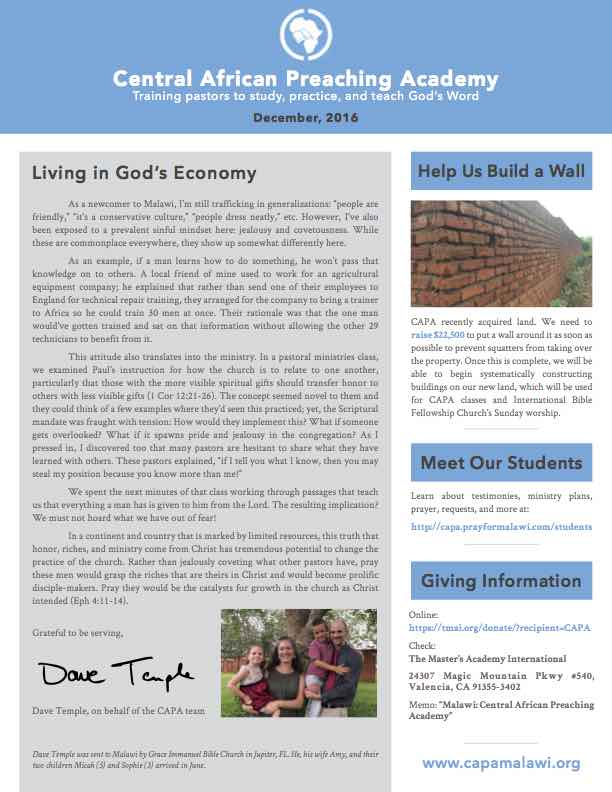 Central African Preaching Academy
Training pastors to study, practice, and teach God's Word
December, 2016
Living in God's Economy
As a newcomer to Malawi, I'm still trafficking in generalizations: "people are
friendly," "it's a conservative culture," "people dress neatly," etc. However, I've also
been exposed to a prevalent sinful mindset here: jealousy and covetousness. While
these are commonplace everywhere, they show up somewhat differently here.
As an example, if a man learns how to do something, he won't pass that
knowledge on to others. A local friend of mine used to work for an agricultural
equipment company; he explained that rather than send one of their employees to
England for technical repair training, they arranged for the company to bring a trainer
to Africa so he could train 30 men at once. Their rationale was that the one man
would've gotten trained and sat on that information without allowing the other 29
technicians to benefit from it.
This attitude also translates into the ministry. In a pastoral ministries class,
we examined Paul's instruction for how the church is to relate to one another,
particularly that those with the more visible spiritual gifts should transfer honor to
others with less visible gifts (1 Cor 12:21-26). The concept seemed novel to them and
they could think of a few examples where they'd seen this practiced; yet, the Scriptural
mandate was fraught with tension: How would they implement this? What if someone
gets overlooked? What if it spawns pride and jealousy in the congregation? As I
pressed in, I discovered too that many pastors are hesitant to share what they have
learned with others. These pastors explained, "if I tell you what I know, then you may
steal my position because you know more than me!"
We spent the next minutes of that class working through passages that teach
us that everything a man has is given to him from the Lord. The resulting implication?
We must not hoard what we have out of fear!
In a continent and country that is marked by limited resources, this truth that
honor, riches, and ministry come from Christ has tremendous potential to change the
practice of the church. Rather than jealously coveting what other pastors have, pray
these men would grasp the riches that are theirs in Christ and would become prolific
disciple-makers. Pray they would be the catalysts for growth in the church as Christ
intended (Eph 4:11-14).
Grateful to be serving,
Dave Temple
Dave Temple, on behalf of the CAPA team
Dave Temple was sent to Malawi by Grace Immanuel Bible Church in Jupiter, FL. He, his wife Amy, and their
two children Micah (5) and Sophie (3) arrived in June.
Help Us Build a Wall
CAPA recently acquired land. We need to
raise $22,500 to put a wall around it as soon as
possible to prevent squatters from taking over
the property. Once this is complete, we will be
able to begin systematically constructing
buildings on our new land, which will be used
for CAPA classes and International Bible
Fellowship Church's Sunday worship.
Meet Our Students
Learn about testimonies, ministry plans,
prayer, requests, and more at:
http://capa.prayformalawi.com/students
Giving Information
Online:
https://tmai.org/donate/?recipient=CAPA
Check:
The Master's Academy International
24307 Magic Mountain Pkwy #540,
Valencia, CA 91355-3402
Memo: "Malawi: Central African Preaching
Academy"
www.capamalawi.org